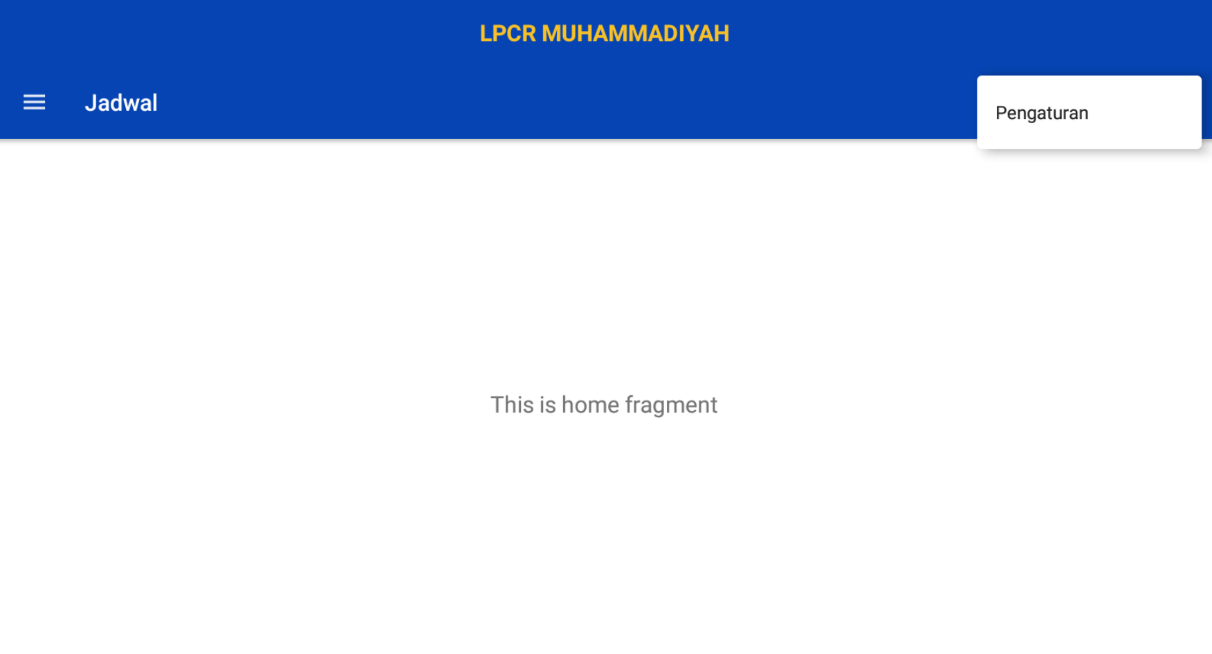 LPCR MUHAMMADIYAH
Jadwal
Pengaturan
This is home fragment